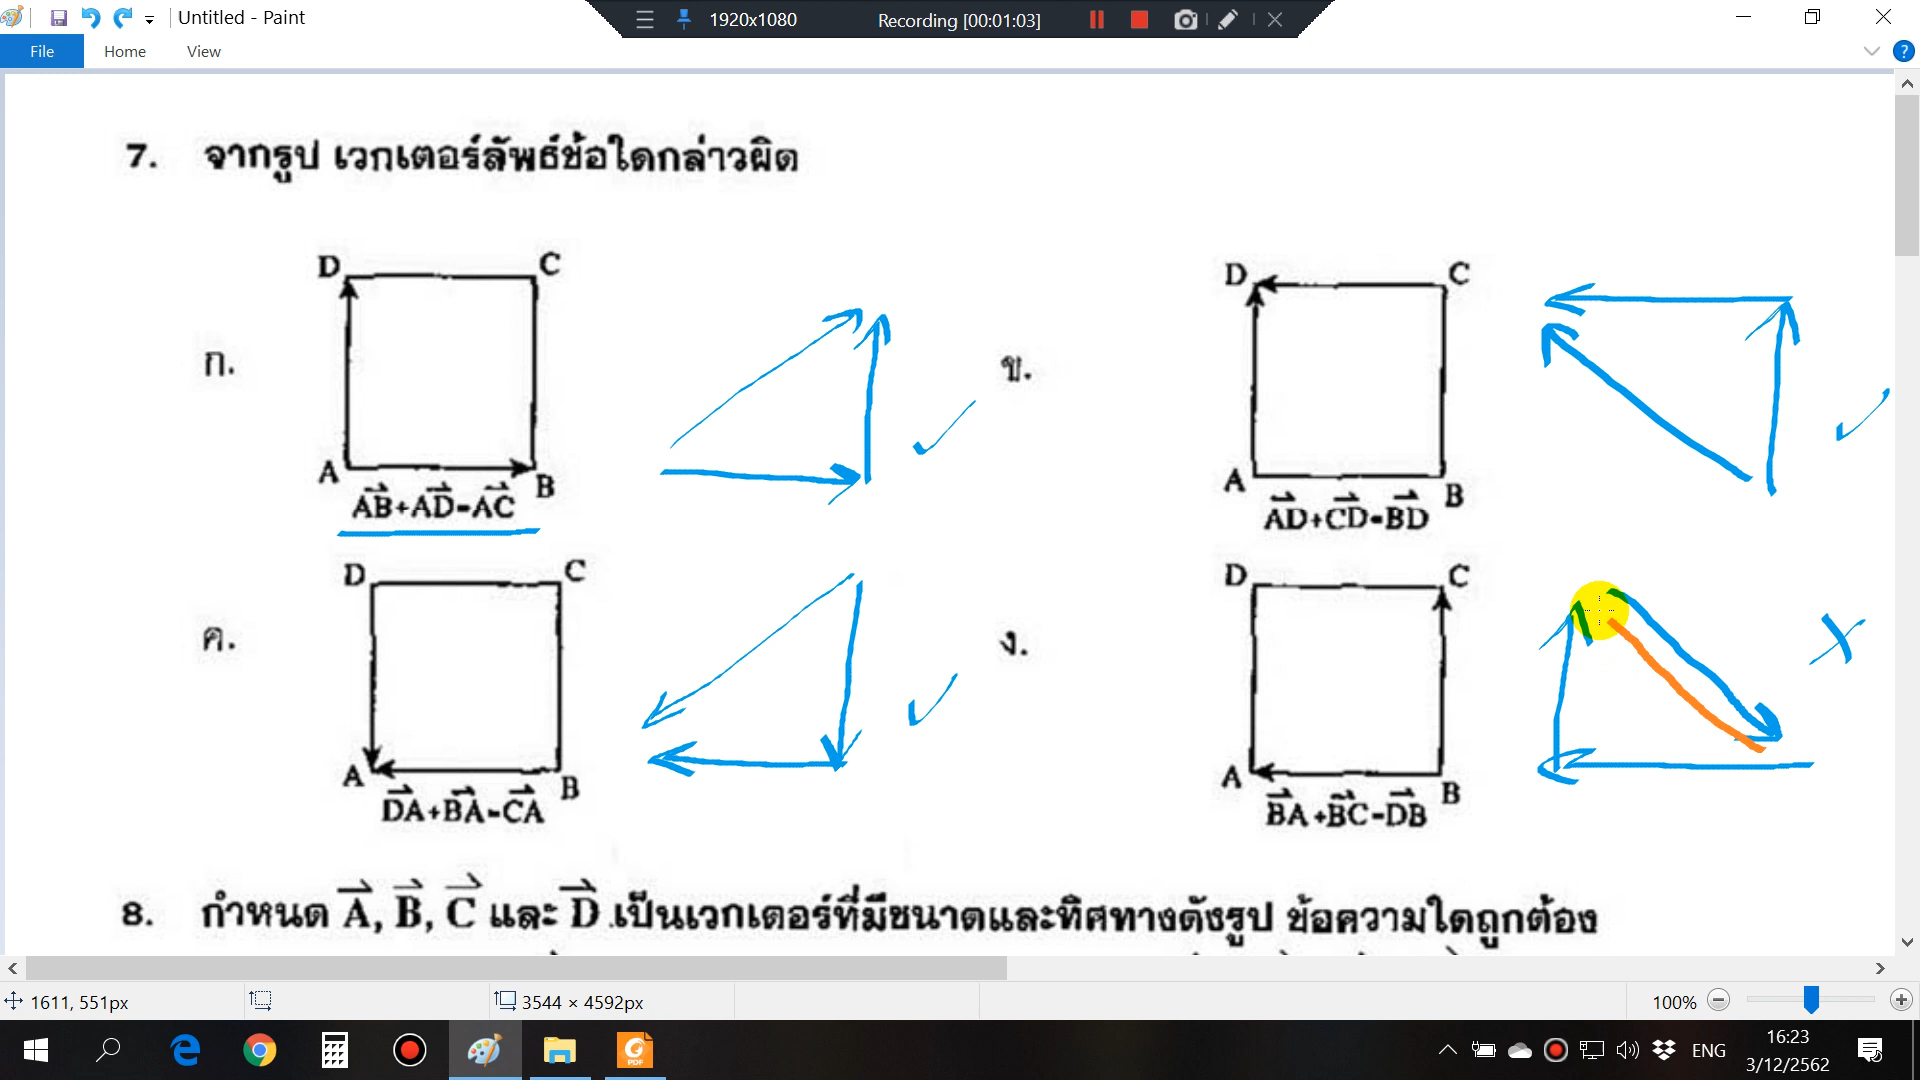 Untitled - Paint
1920x1080
Recording [00:01:03]
File
Home
View
7. จากรูป เวกเตอร์ลัพธ์ข้อใดกล่าวผิด
D C
D C
ก.
ข.
A B
A B
AB+AD=AC
AD+CD=BD
D C
D C
ค.
ง.
A B
A B
DA+BA=CA
BA+BC=DB
8. กำหนด A, B, C และ D เป็นเวกเตอร์ที่มีขนาดและทิศทางดังรูป ข้อความใดถูกต้อง
1611, 551px
3544 × 4592px
100%
PDF
ENG
16:23
3/12/2562